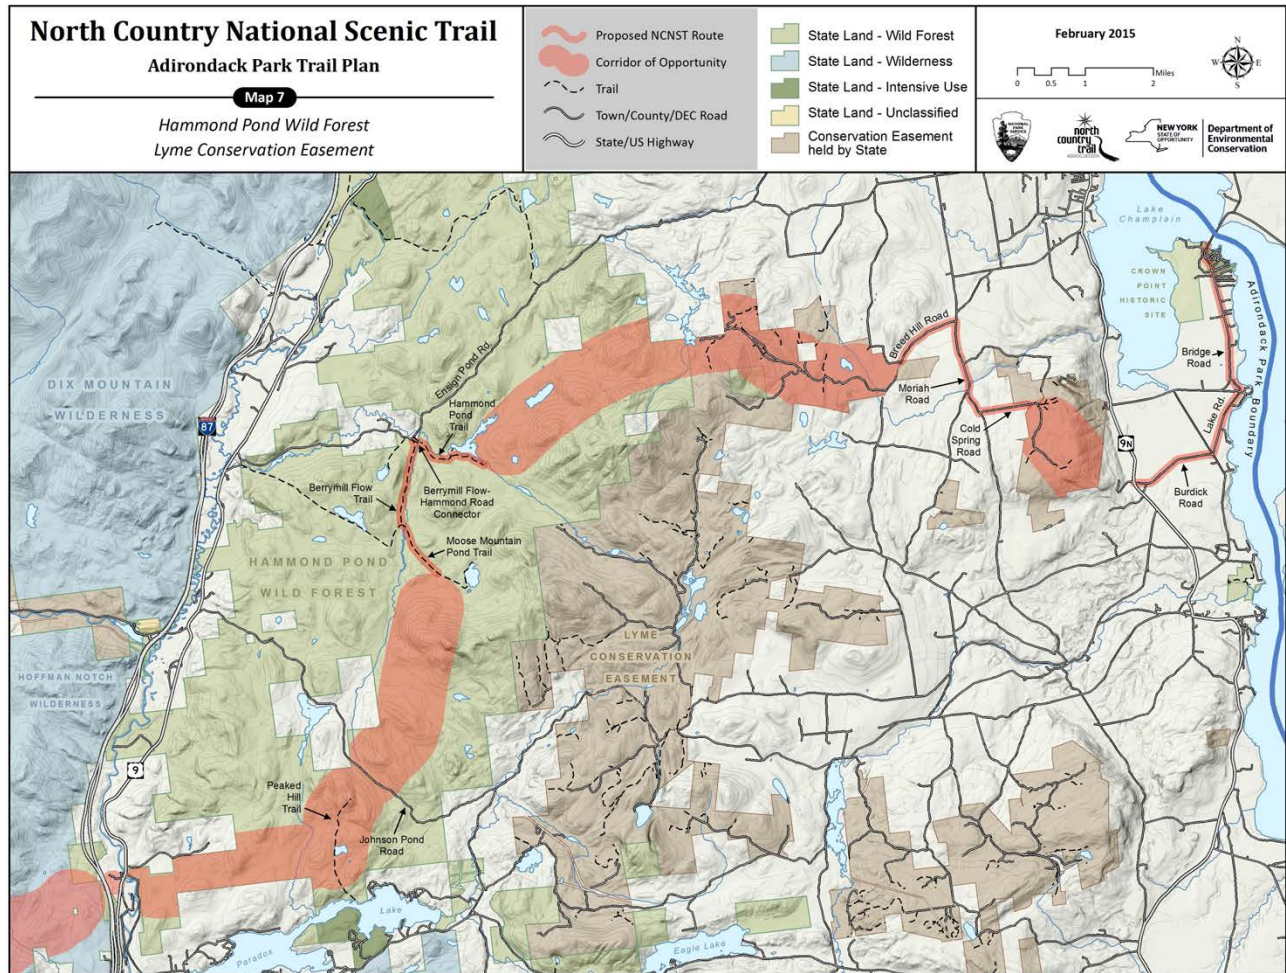 North Country National Scenic Trail
Adirondack Park Trail Plan
Map 7
Hammond Pond Wild Forest
Lyme Conservation Easement
Proposed NCNST Route
Corridor of Opportunity
Trail
Town/County/DEC Road
State/US Highway
State Land - Wild Forest
State Land - Wilderness
State Land - Intensive Use
State Land - Unclassified
Conservation Easement
held by State
February 2015
Miles
0 0.5 1 2
N
W E
S
NATIONAL
PARK
SERVICE
north
country
trail
ASSOCIATION
NEW YORK
STATE OF
OPPORTUNITY
Department of
Environmental
Conservation
Lake
Champlain
CROWN
POINT
HISTORIC
SITE
Adirondack Park Boundary
Bridge
Road
Lake Rd.
Burdick
Road
9N
Breed Hill Road
Moriah
Road
Cold
Spring
Road
Ensign Pond Rd.
Hammond
Pond
Trail
DIX MOUNTAIN
WILDERNESS
87
Berrymill Flow
Trail
Berrymill Flow-
Hammond Road
Connector
Moose Mountain
Pond Trail
HAMMOND POND
WILD FOREST
LYME
CONSERVATION
EASEMENT
HOFFMAN NOTCH
WILDERNESS
9
Peaked
Hill
Trail
Johnson Pond
Road
Paradox
Lake
Eagle Lake